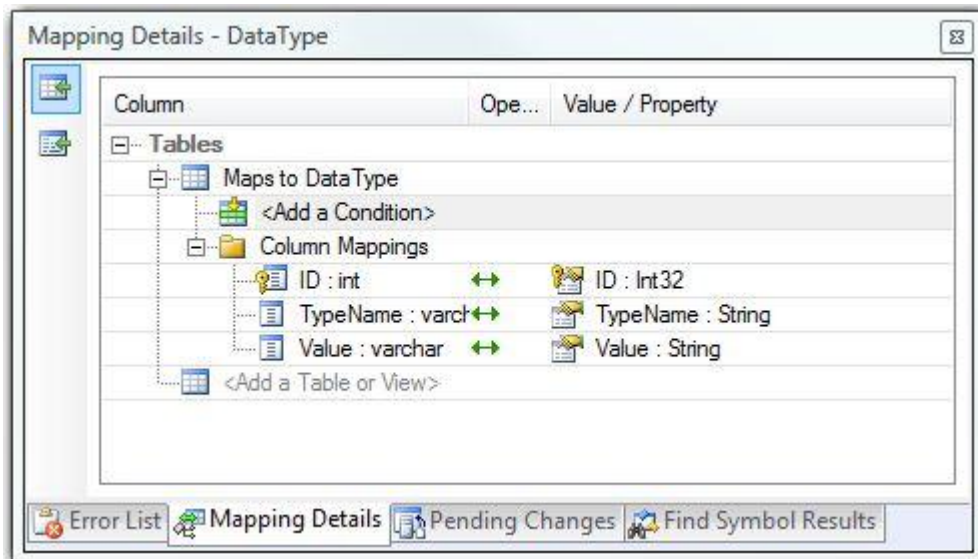 Mapping Details - DataType
Column Ope... Value / Property
Tables
Maps to DataType
<Add a Condition>
Column Mappings
ID : int ID : Int32
TypeName : varch TypeName : String
Value : varchar Value : String
<Add a Table or View>
Error List Mapping Details Pending Changes Find Symbol Results